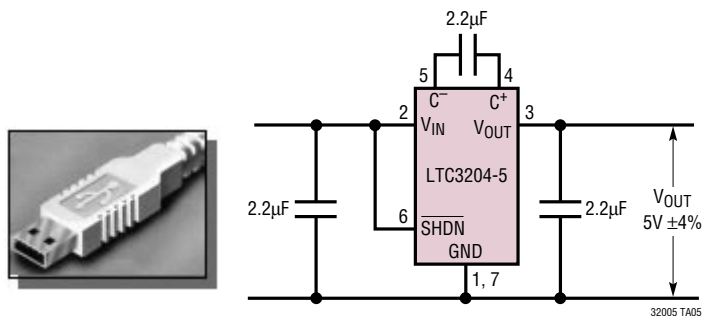 2.2μF
5 4
C– C+
2 VIN VOUT 3
LTC3204-5
2.2μF
6 SHDN
2.2μF
VOUT
5V ±4%
GND
1, 7
32005 TA05